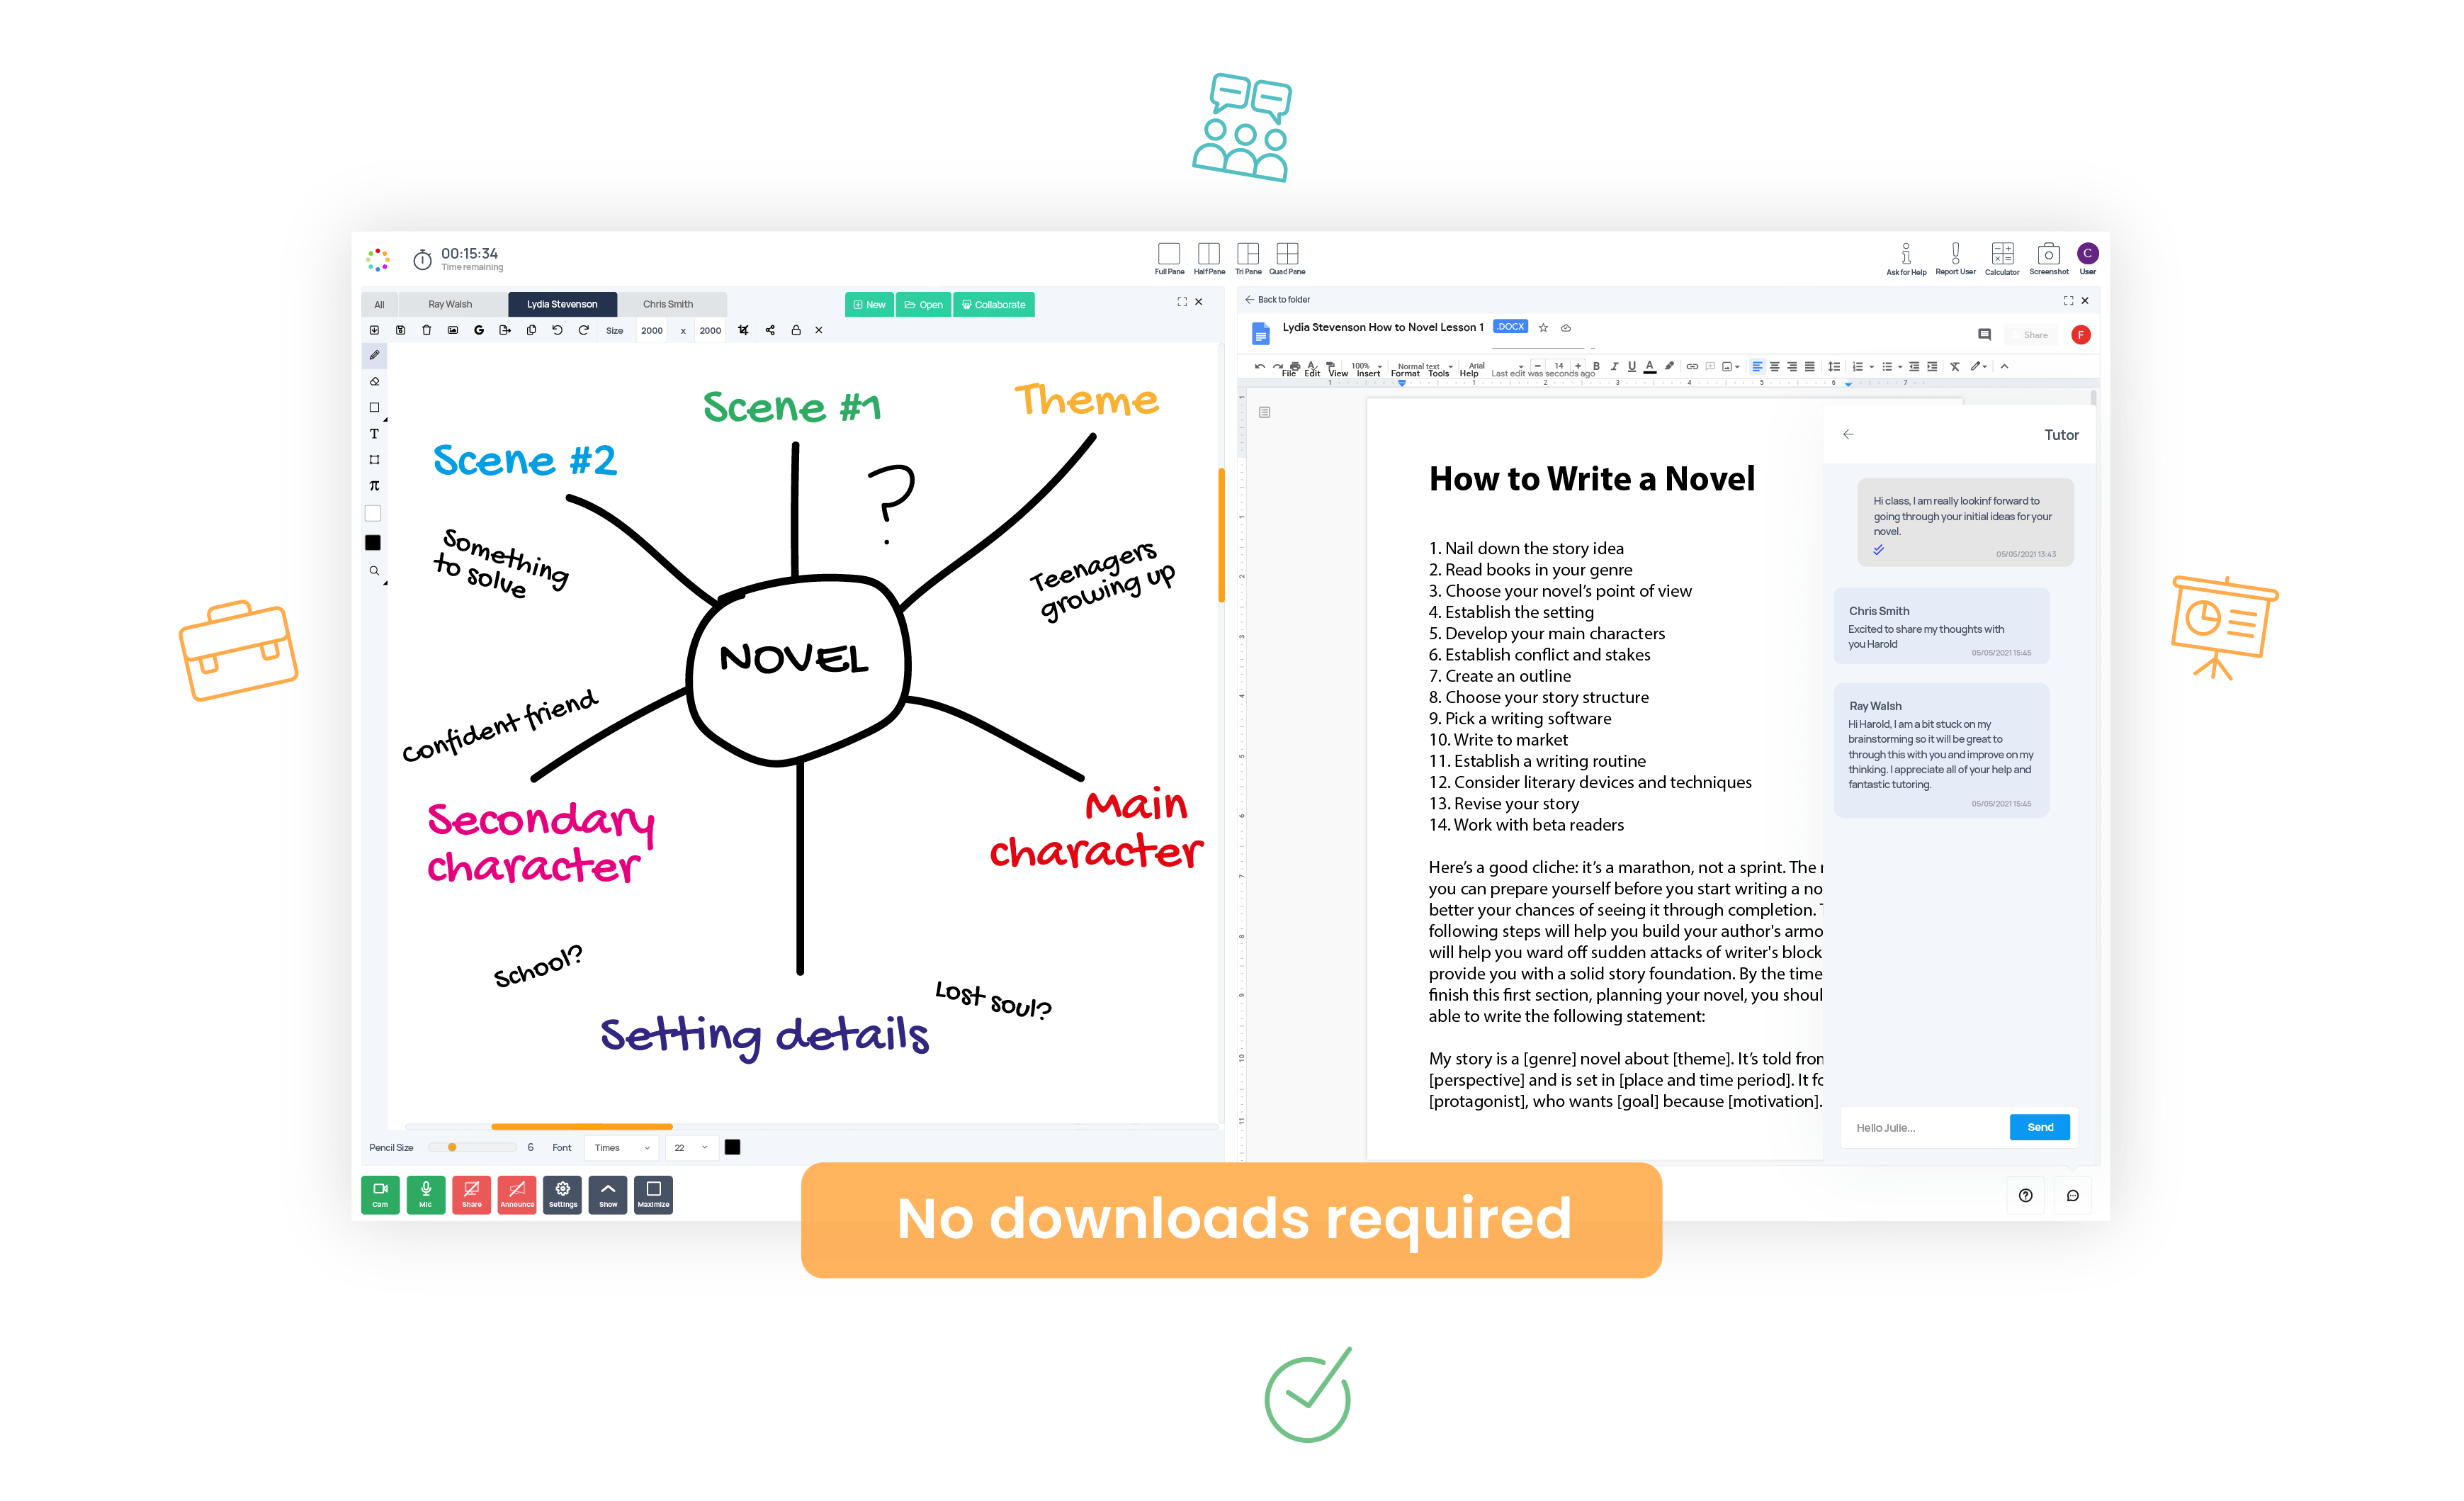 00:15:34
Time remaining
Full Pane
Half Pane
Tri Pane
Quad Pane
Ask for Help
Report User
Calculator
Screenshot
C
User
All
Ray Walsh
Lydia Stevenson
Chris Smith
New
Open
Collaborate
Size 2000 x 2000
Scene #1
Theme
Scene #2
?
Something
to solve
Teenagers
growing up
NOVEL
Confident friend
Secondary
character
Main
character
School?
Lost soul?
Setting details
Pencil Size
6
Font
Times
22
Cam
Mic
Share
Announce
Settings
Show
Maximize
Back to folder
Lydia Stevenson How to Novel Lesson 1
.DOCX
Share
F
100%
Normal text
Arial
14
File Edit View Insert Format Tools Help Last edit was seconds ago
How to Write a Novel
1. Nail down the story idea
2. Read books in your genre
3. Choose your novel's point of view
4. Establish the setting
5. Develop your main characters
6. Establish conflict and stakes
7. Create an outline
8. Choose your story structure
9. Pick a writing software
10. Write to market
11. Establish a writing routine
12. Consider literary devices and techniques
13. Revise your story
14. Work with beta readers
Here's a good cliche: it's a marathon, not a sprint. The
you can prepare yourself before you start writing a no
better your chances of seeing it through completion.
following steps will help you build your author's armo
will help you ward off sudden attacks of writer's block
provide you with a solid story foundation. By the time
finish this first section, planning your novel, you shoul
able to write the following statement:
My story is a [genre] novel about [theme]. It's told from
[perspective] and is set in [place and time period]. It fo
[protagonist], who wants [goal] because [motivation].
Tutor
Hi class, I am really lookinf forward to
going through your initial ideas for your
novel.
05/05/2021 13:43
Chris Smith
Excited to share my thoughts with
you Harold
05/05/2021 15:45
Ray Walsh
Hi Harold, I am a bit stuck on my
brainstorming so it will be great to
through this with you and improve on my
thinking. I appreciate all of your help and
fantastic tutoring.
05/05/2021 15:45
Hello Julie...
Send
No downloads required